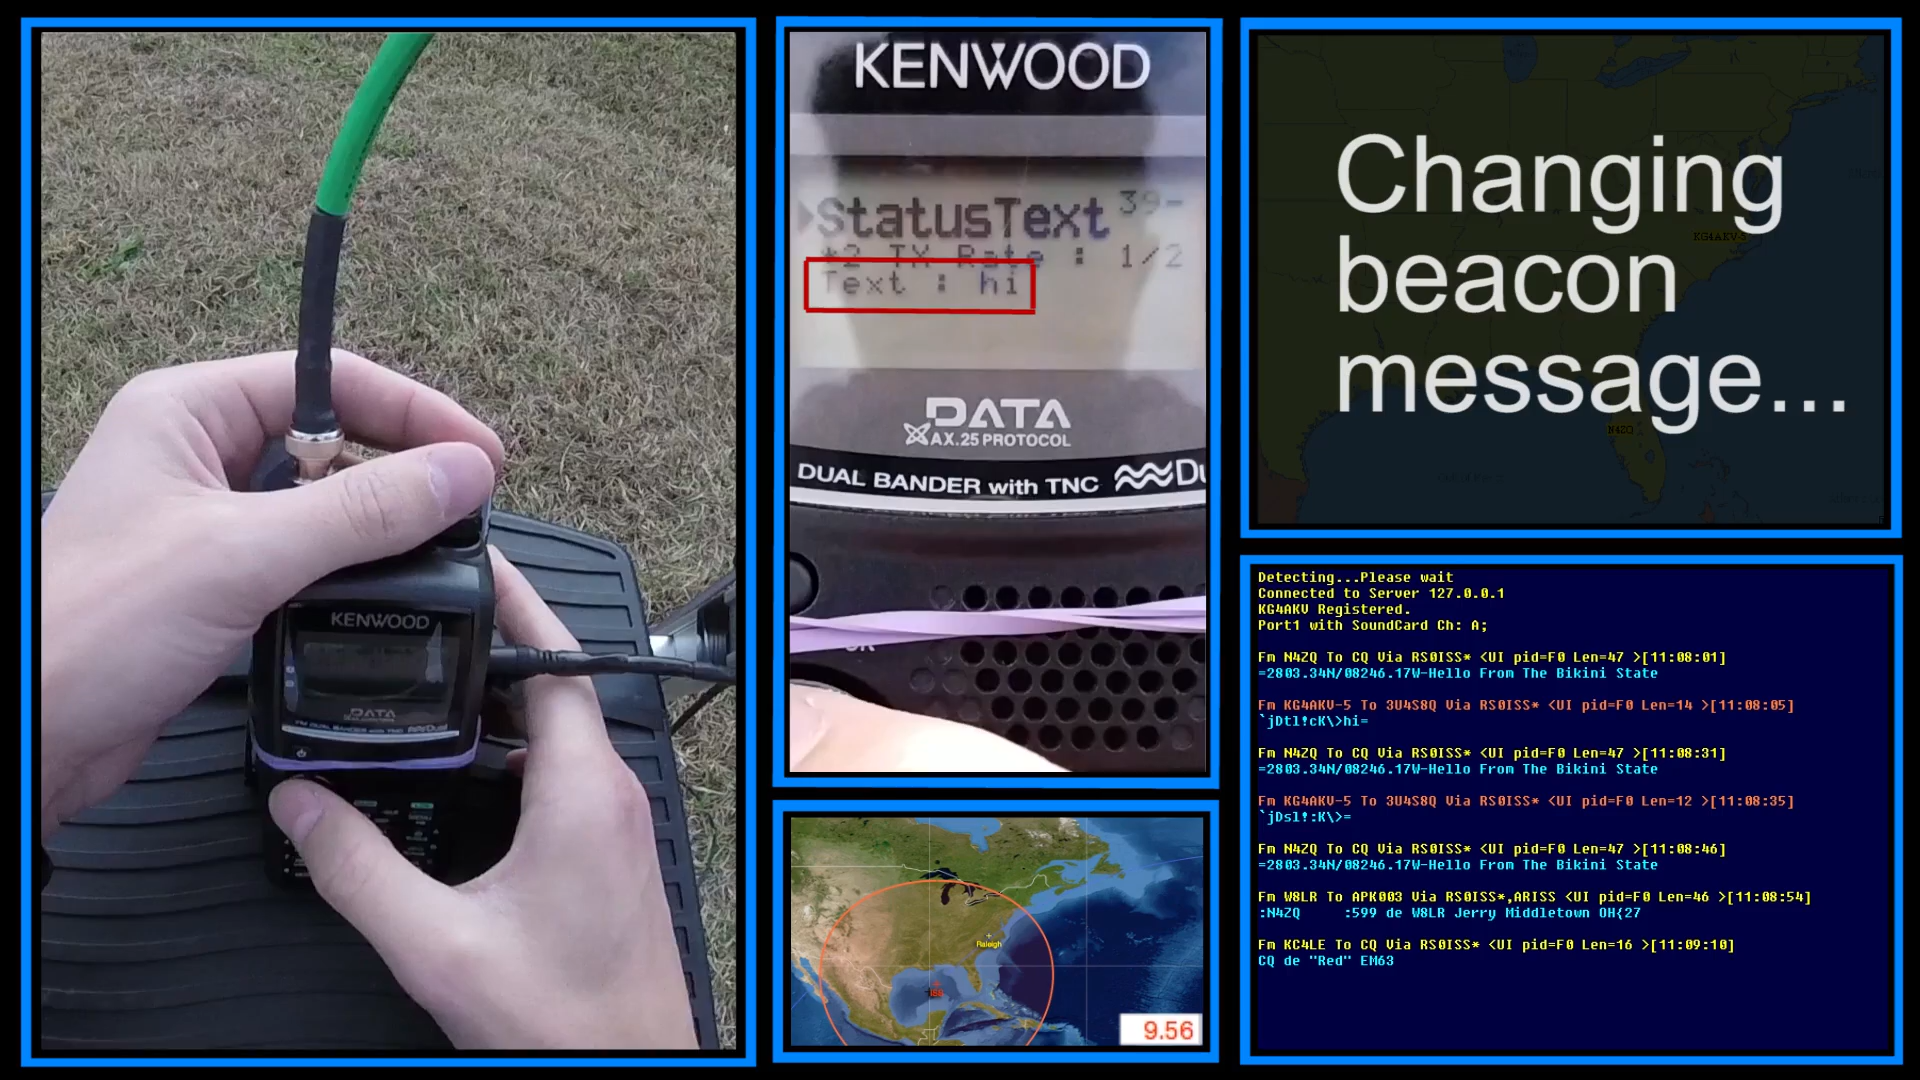 KENWOOD
DATA
KENWOOD
StatusText 39-
*2 TX Rate : 1/2
Text : hi
DATA
AX.25 PROTOCOL
DUAL BANDER with TNC Du
Raleigh
ISS
9.56
Changing
beacon
message...
KG4AKV-5
N4ZQ
Detecting...Please wait
Connected to Server 127.0.0.1
KG4AKV Registered.
Port1 with SoundCard Ch: A;
Fm N4ZQ To CQ Via RS0ISS* <UI pid=F0 Len=47 >[11:08:01]
=2803.34N/08246.17W-Hello From The Bikini State
Fm KG4AKV-5 To 3U4S8Q Via RS0ISS* <UI pid=F0 Len=14 >[11:08:05]
`jDtl!cK\>hi=
Fm N4ZQ To CQ Via RS0ISS* <UI pid=F0 Len=47 >[11:08:31]
=2803.34N/08246.17W-Hello From The Bikini State
Fm KG4AKV-5 To 3U4S8Q Via RS0ISS* <UI pid=F0 Len=12 >[11:08:35]
`jDsl!:K\>=
Fm N4ZQ To CQ Via RS0ISS* <UI pid=F0 Len=47 >[11:08:46]
=2803.34N/08246.17W-Hello From The Bikini State
Fm W8LR To APK003 Via RS0ISS*,ARISS <UI pid=F0 Len=46 >[11:08:54]
:N4ZQ     :599 de W8LR Jerry Middletown OH{27
Fm KC4LE To CQ Via RS0ISS* <UI pid=F0 Len=16 >[11:09:10]
CQ de "Red" EM63